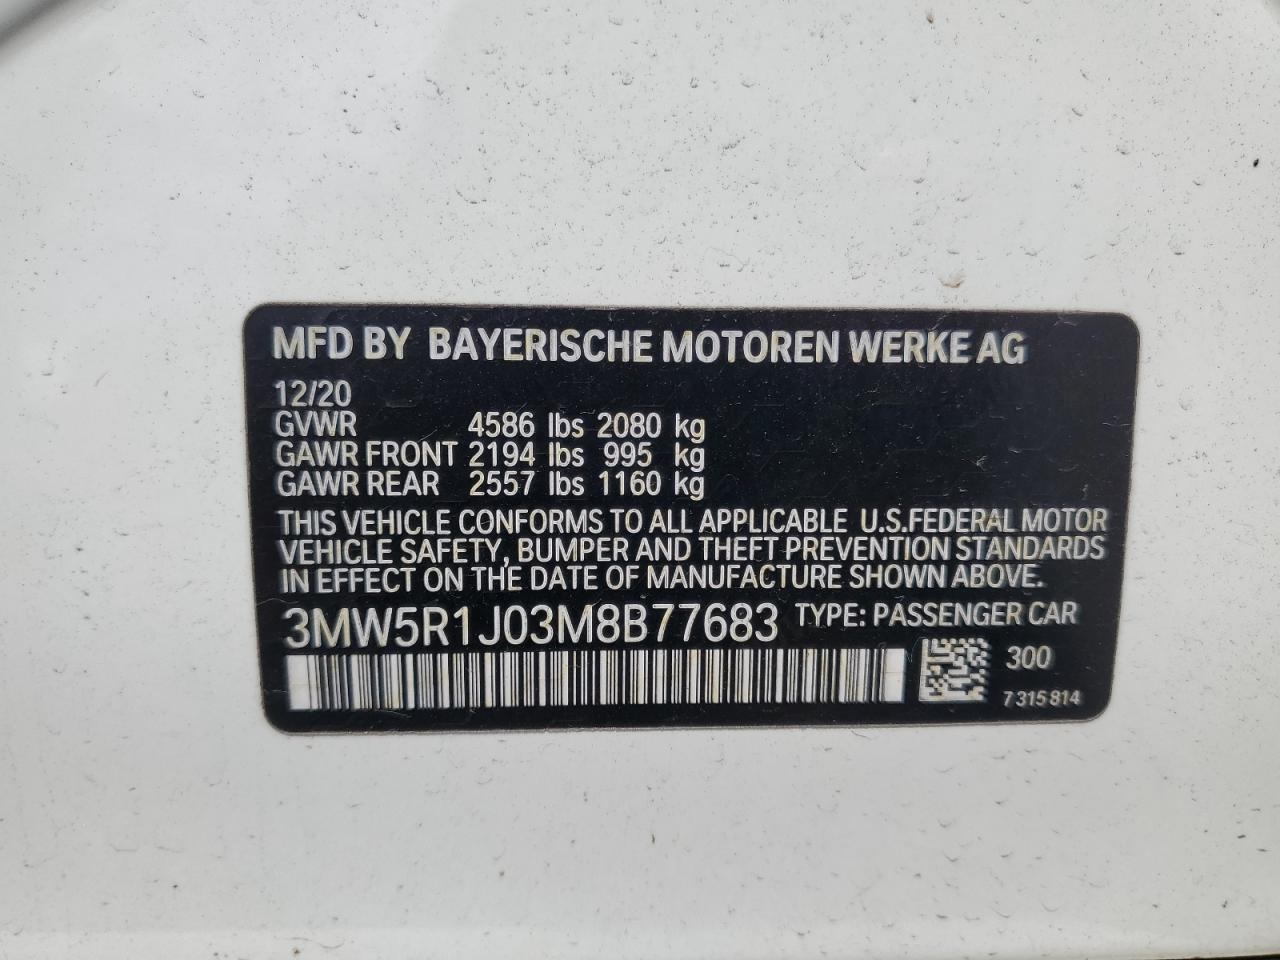 MFD BY BAYERISCHE MOTOREN WERKE AG
12/20
GVWR 4586 lbs 2080 kg
GAWR FRONT 2194 lbs 995 kg
GAWR REAR 2557 lbs 1160 kg
THIS VEHICLE CONFORMS TO ALL APPLICABLE U.S.FEDERAL MOTOR
VEHICLE SAFETY, BUMPER AND THEFT PREVENTION STANDARDS
IN EFFECT ON THE DATE OF MANUFACTURE SHOWN ABOVE.
3MW5R1J03M8B77683 TYPE: PASSENGER CAR
300
7 315 814